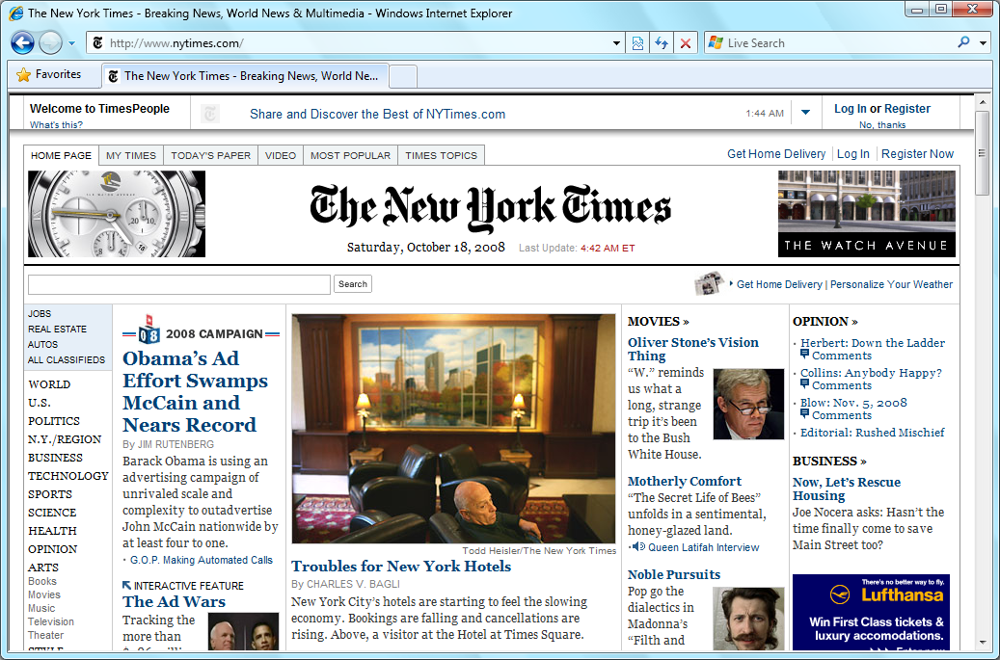 The New York Times - Breaking News, World News & Multimedia - Windows Internet Explorer
http://www.nytimes.com/
Live Search
Favorites
The New York Times - Breaking News, World Ne...
Welcome to TimesPeople
What's this?
Share and Discover the Best of NYTimes.com
1:44 AM
Log In or Register
No, thanks
HOME PAGE
MY TIMES
TODAY'S PAPER
VIDEO
MOST POPULAR
TIMES TOPICS
Get Home Delivery
Log In
Register Now
The New York Times
Saturday, October 18, 2008 Last Update: 4:42 AM ET
THE WATCH AVENUE
Search
Get Home Delivery | Personalize Your Weather
JOBS
REAL ESTATE
AUTOS
ALL CLASSIFIEDS
WORLD
U.S.
POLITICS
N.Y./REGION
BUSINESS
TECHNOLOGY
SPORTS
SCIENCE
HEALTH
OPINION
ARTS
Books
Movies
Music
Television
Theater
STYLE
08 2008 CAMPAIGN
Obama's Ad
Effort Swamps
McCain and
Nears Record
By JIM RUTENBERG
Barack Obama is using an
advertising campaign of
unrivaled scale and
complexity to outadvertise
John McCain nationwide by
at least four to one.
• G.O.P. Making Automated Calls
INTERACTIVE FEATURE
The Ad Wars
Tracking the
more than
Todd Heisler/The New York Times
Troubles for New York Hotels
By CHARLES V. BAGLI
New York City's hotels are starting to feel the slowing
economy. Bookings are falling and cancellations are
rising. Above, a visitor at the Hotel at Times Square.
MOVIES »
Oliver Stone's Vision
Thing
“W.” reminds
us what a
long, strange
trip it's been
to the Bush
White House.
Motherly Comfort
“The Secret Life of Bees”
unfolds in a sentimental,
honey-glazed land.
• Queen Latifah Interview
Noble Pursuits
Pop go the
dialectics in
Madonna's
“Filth and
OPINION »
• Herbert: Down the Ladder
Comments
• Collins: Anybody Happy?
Comments
• Blow: Nov. 5, 2008
Comments
• Editorial: Rushed Mischief
BUSINESS »
Now, Let's Rescue
Housing
Joe Nocera asks: Hasn't the
time finally come to save
Main Street too?
There's no better way to fly.
Lufthansa
Win First Class tickets &
luxury accomodations.
>>> Enter now